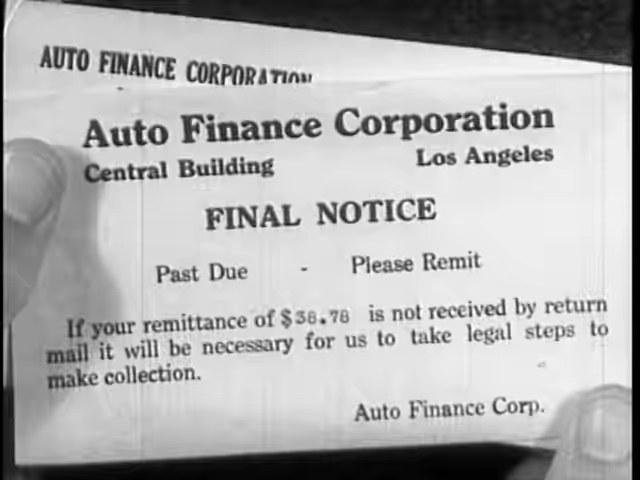 AUTO FINANCE CORPORATION
Auto Finance Corporation
Central Building Los Angeles
FINAL NOTICE
Past Due - Please Remit
If your remittance of $38.78 is not received by return
mail it will be necessary for us to take legal steps to
make collection.
Auto Finance Corp.